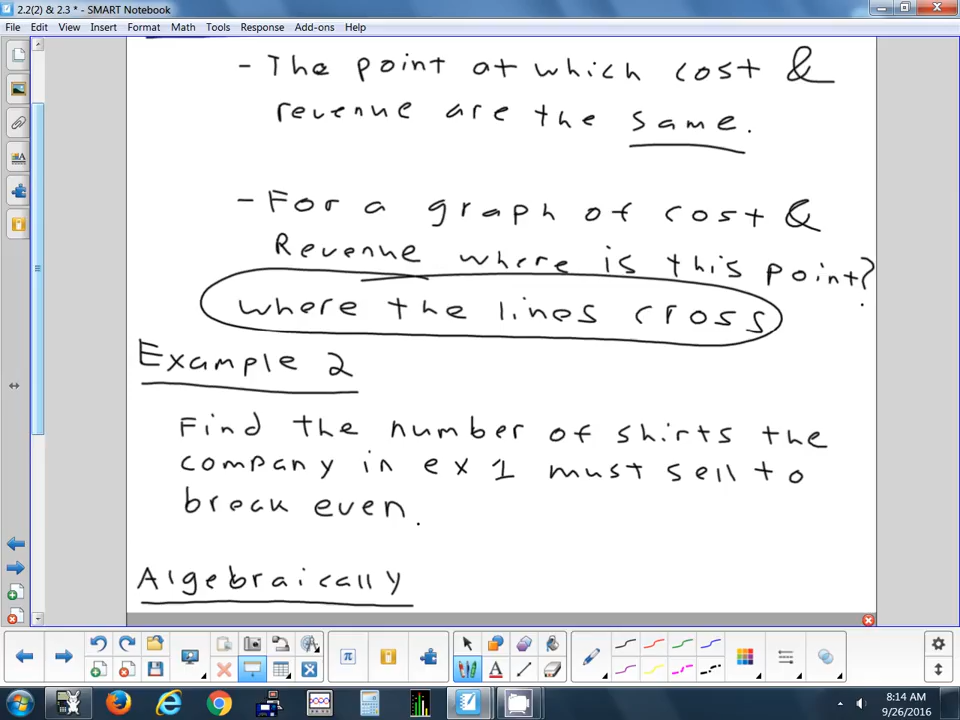 2.2(2) & 2.3 * - SMART Notebook
File Edit View Insert Format Math Tools Response Add-ons Help
- The point at which cost &
revenue are the same.
- For a graph of cost &
Revenue where is this point?
where the lines cross
Example 2
Find the number of shirts the
company in ex 1 must sell to
break even.
Algebraically
8:14 AM
9/26/2016